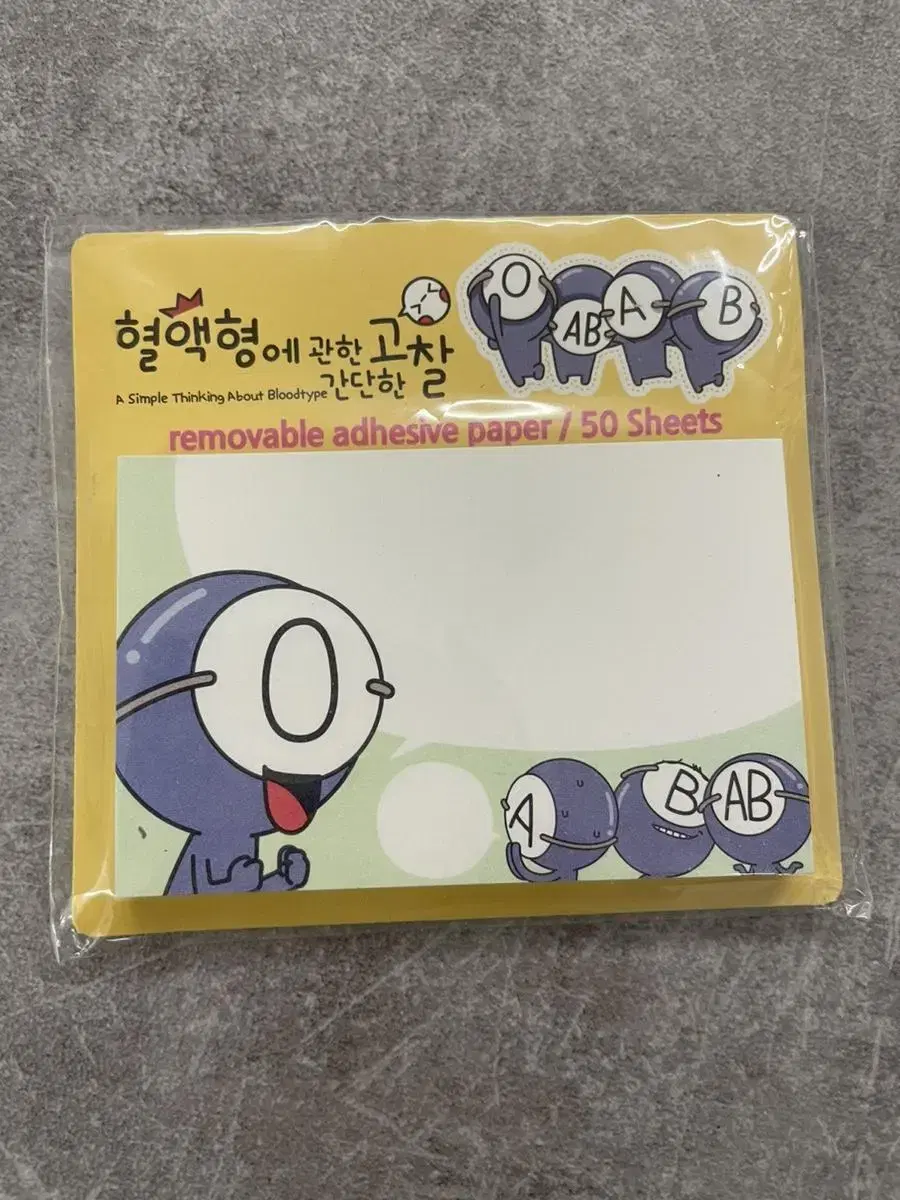 혈액형에 관한 간단한 고찰
A Simple Thinking About Bloodtype
O AB A B
removable adhesive paper / 50 Sheets
O
A B AB